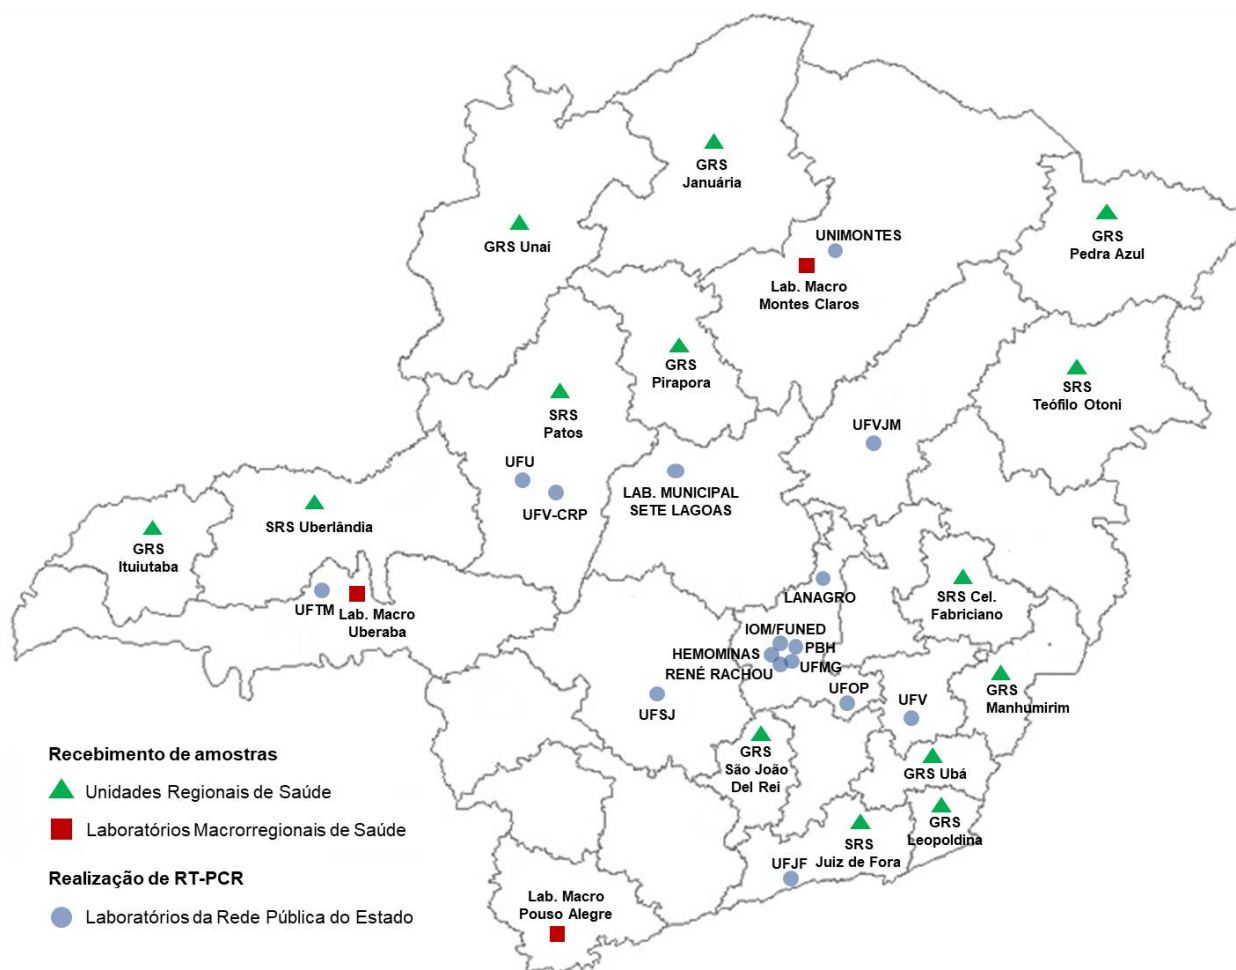 GRS
Januária
GRS Unaí
GRS
Pedra Azul
UNIMONTES
Lab. Macro
Montes Claros
GRS
Pirapora
SRS
Teófilo Otoni
SRS
Patos
UFVJM
UFU
UFV-CRP
LAB. MUNICIPAL
SETE LAGOAS
SRS Uberlândia
GRS
Ituiutaba
UFTM
Lab. Macro
Uberaba
LANAGRO
SRS Cel.
Fabriciano
IOM/FUNED
PBH
HEMOMINAS
UFMG
RENÉ RACHOU
UFOP
UFV
GRS
Manhumirim
UFSJ
GRS
São João
Del Rei
GRS Ubá
GRS
Leopoldina
SRS
Juiz de Fora
UFJF
Lab. Macro
Pouso Alegre
Recebimento de amostras
Unidades Regionais de Saúde
Laboratórios Macrorregionais de Saúde
Realização de RT-PCR
Laboratórios da Rede Pública do Estado